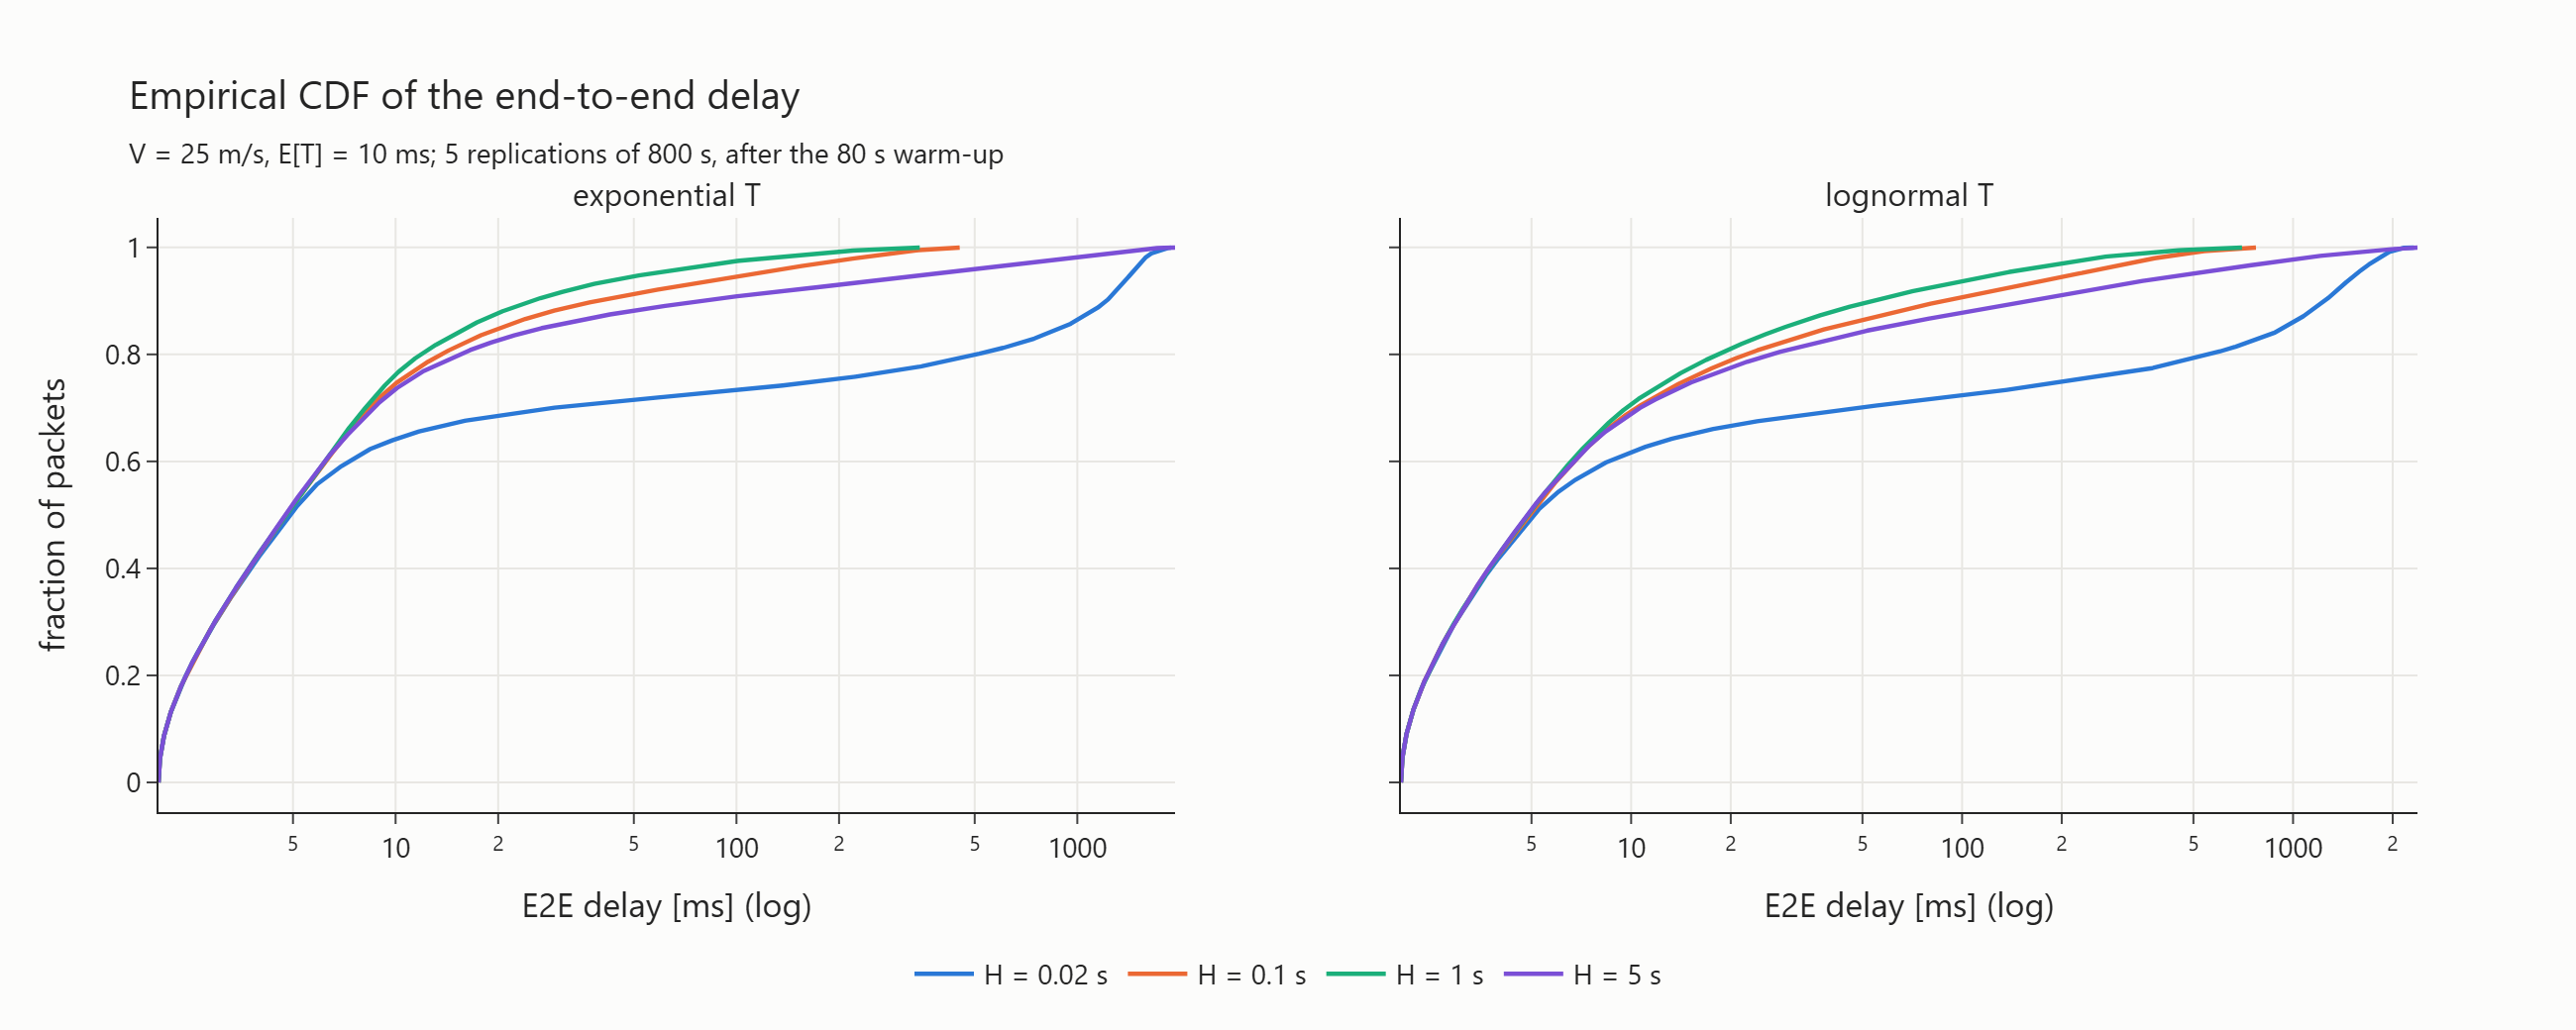 Empirical CDF of the end-to-end delay
V = 25 m/s, E[T] = 10 ms; 5 replications of 800 s, after the 80 s warm-up
exponential T
lognormal T
fraction of packets
1
0.8
0.6
0.4
0.2
0
5 10 2 5 100 2 5 1000
5 10 2 5 100 2 5 1000 2
E2E delay [ms] (log)
E2E delay [ms] (log)
H = 0.02 s H = 0.1 s H = 1 s H = 5 s